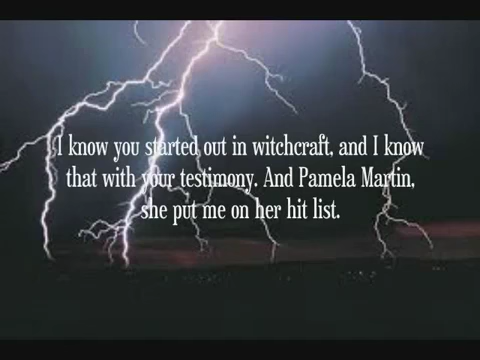 I know you started out in witchcraft, and I know
that with your testimony. And Pamela Martin,
she put me on her hit list.